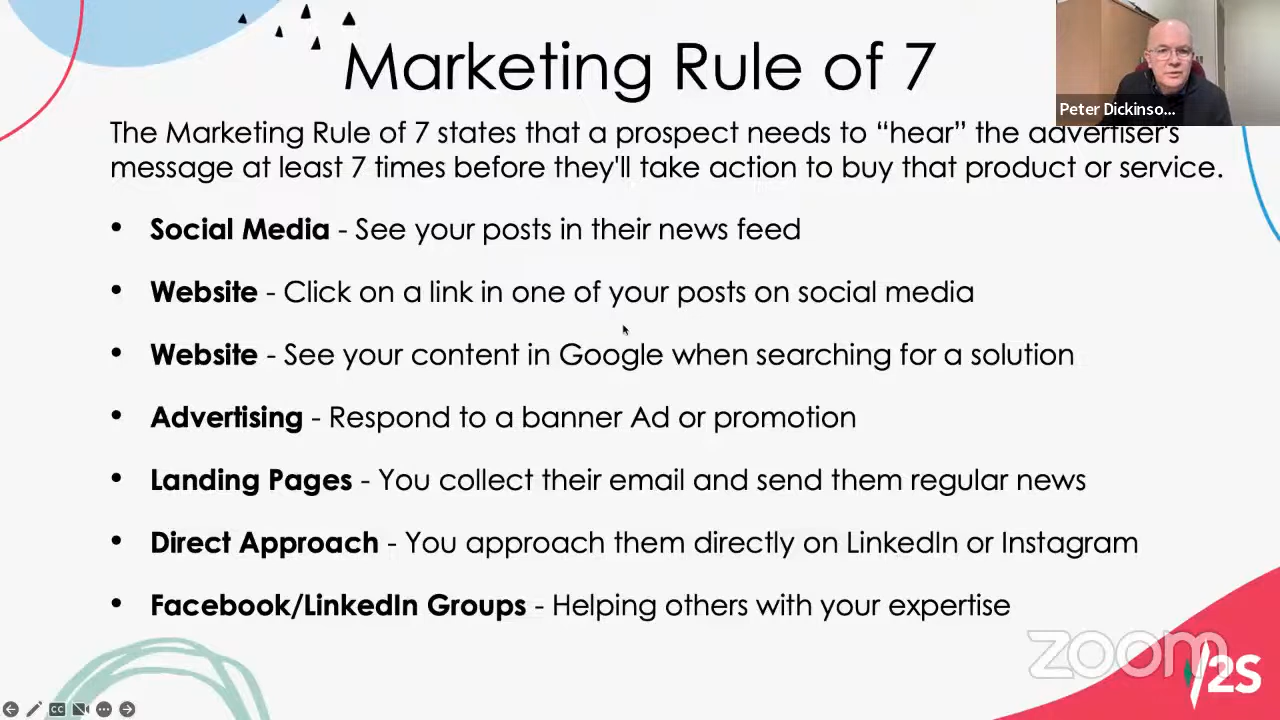 Marketing Rule of 7
Peter Dickinso...
The Marketing Rule of 7 states that a prospect needs to “hear” the advertiser's
message at least 7 times before they'll take action to buy that product or service.
• Social Media - See your posts in their news feed
• Website - Click on a link in one of your posts on social media
• Website - See your content in Google when searching for a solution
• Advertising - Respond to a banner Ad or promotion
• Landing Pages - You collect their email and send them regular news
• Direct Approach - You approach them directly on LinkedIn or Instagram
• Facebook/LinkedIn Groups - Helping others with your expertise
zoom
2S
CC